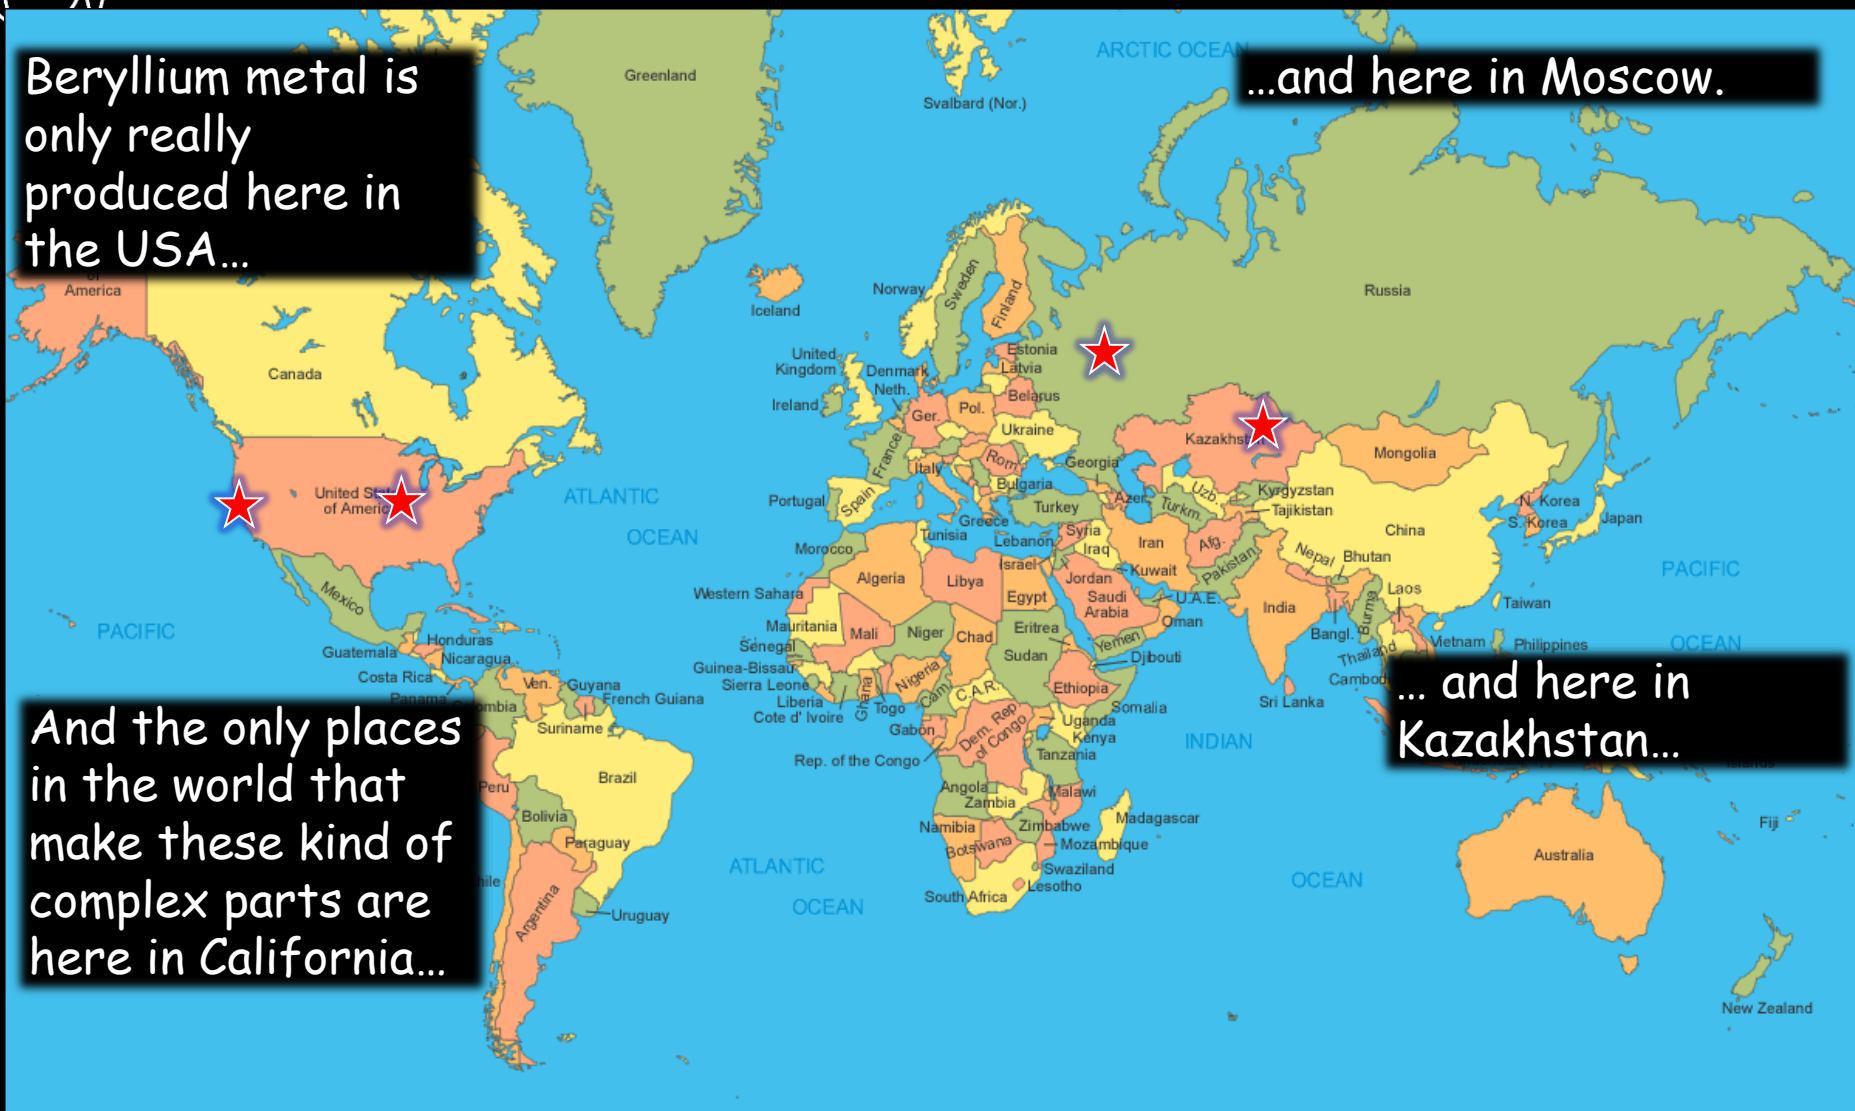 Beryllium metal is
only really
produced here in
the USA...
...and here in Moscow.
And the only places
in the world that
make these kind of
complex parts are
here in California...
... and here in
Kazakhstan...
ARCTIC OCEAN
Greenland
Svalbard (Nor.)
of
America
Canada
United
of Americ
Mexico
Iceland
Norway
Sweden
Finland
Russia
Estonia
Latvia
United
Kingdom
Denmark
Neth.
Ireland
Belarus
Ger.
Pol.
Ukraine
France
Rom.
Italy
Bulgaria
Georgia
Kazakhst
Mongolia
ATLANTIC
OCEAN
Portugal
Spain
Greece
Turkey
Azer.
Uzb.
Turkm.
Kyrgyzstan
Tajikistan
China
N. Korea
S. Korea
Japan
Tunisia
Lebanon
Syria
Iraq
Iran
Afg.
Morocco
Algeria
Libya
Israel
Egypt
Jordan
Kuwait
Pakistan
Nepal
Bhutan
Western Sahara
Saudi
Arabia
U.A.E.
Oman
India
Bangl.
Burma
Laos
Taiwan
PACIFIC
OCEAN
PACIFIC
Mauritania
Mali
Niger
Chad
Eritrea
Sudan
Yemen
Djibouti
Thailand
Vietnam
Philippines
Cambod
Honduras
Guatemala
Nicaragua
Costa Rica
Panama
ombia
Ven.
Guyana
French Guiana
Suriname
Sénegal
Guinea-Bissau
Sierra Leone
Liberia
Cote d' Ivoire
Ghana
Togo
Nigeria
Cam.
C.A.R.
Ethiopia
Somalia
Sri Lanka
Gabon
Rep. of the Congo
Dem. Rep.
of Congo
Uganda
Kenya
Tanzania
INDIAN
OCEAN
Brazil
Peru
Bolivia
Paraguay
hile
Argentina
Uruguay
ATLANTIC
OCEAN
Angola
Zambia
Malawi
Namibia
Botswana
Zimbabwe
Mozambique
Madagascar
Swaziland
Lesotho
South Africa
Fiji
Australia
New Zealand